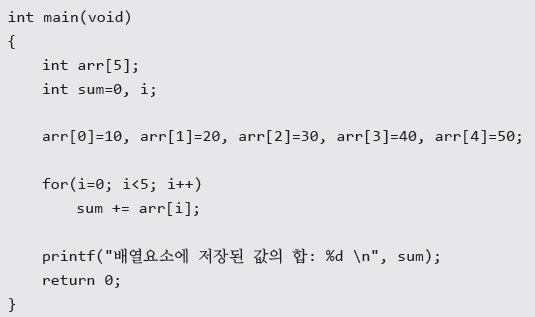 int main(void)
{
    int arr[5];
    int sum=0, i;

    arr[0]=10, arr[1]=20, arr[2]=30, arr[3]=40, arr[4]=50;

    for(i=0; i<5; i++)
        sum += arr[i];

    printf("배열요소에 저장된 값의 합: %d \n", sum);
    return 0;
}